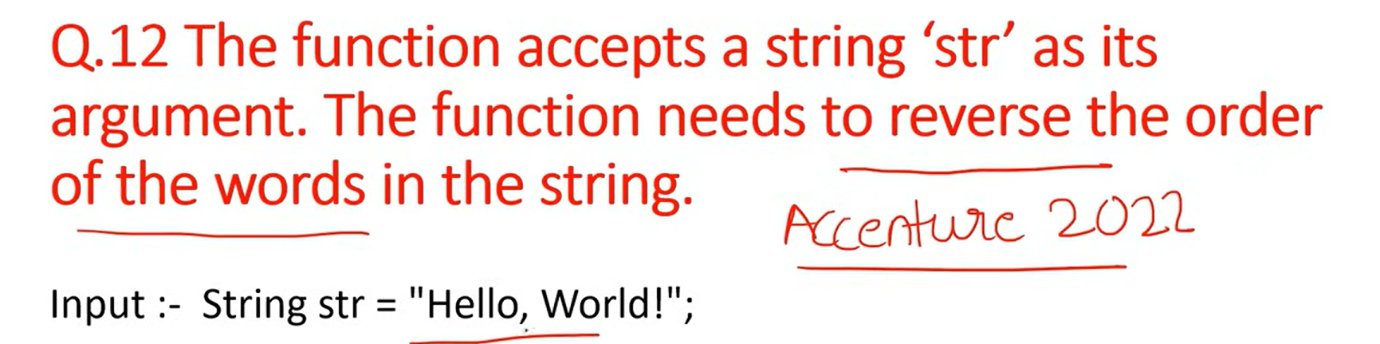 Q.12 The function accepts a string ‘str’ as its
argument. The function needs to reverse the order
of the words in the string.
Accenture 2022
Input :-  String str = "Hello, World!";